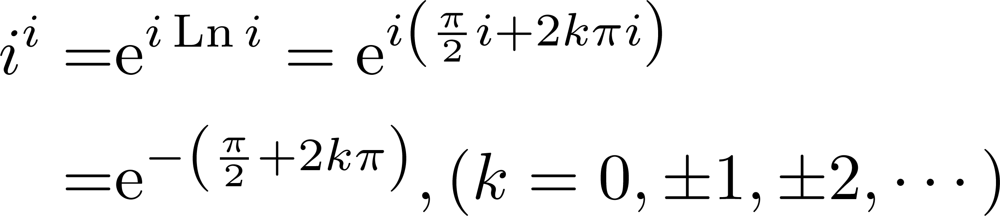 i^i = e^{i Ln i} = e^{i(π/2 i+2kπi)}
= e^{-(π/2+2kπ)}, (k = 0, ±1, ±2, ···)